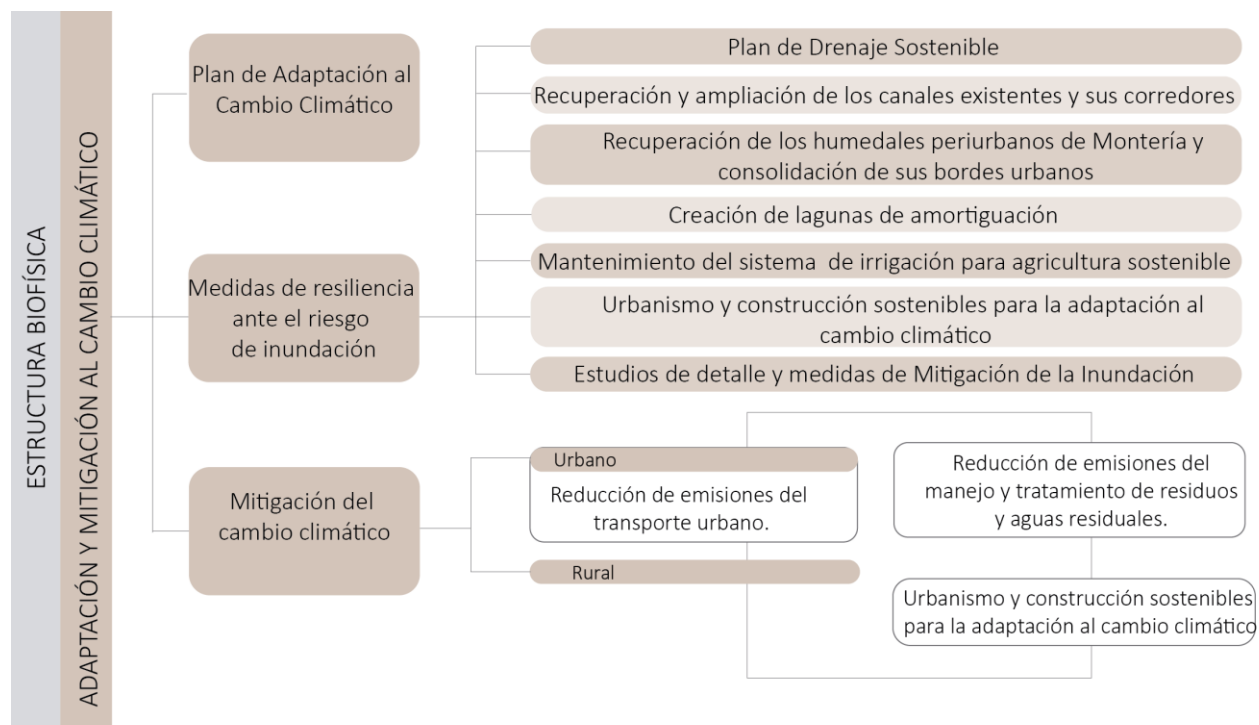 ESTRUCTURA BIOFÍSICA
ADAPTACIÓN Y MITIGACIÓN AL CAMBIO CLIMÁTICO
Plan de Adaptación al
Cambio Climático
Medidas de resiliencia
ante el riesgo
de inundación
Plan de Drenaje Sostenible
Recuperación y ampliación de los canales existentes y sus corredores
Recuperación de los humedales periurbanos de Montería y
consolidación de sus bordes urbanos
Creación de lagunas de amortiguación
Mantenimiento del sistema de irrigación para agricultura sostenible
Urbanismo y construcción sostenibles para la adaptación al
cambio climático
Estudios de detalle y medidas de Mitigación de la Inundación
Mitigación del
cambio climático
Urbano
Reducción de emisiones del
transporte urbano.
Rural
Reducción de emisiones del
manejo y tratamiento de residuos
y aguas residuales.
Urbanismo y construcción sostenibles
para la adaptación al cambio climático